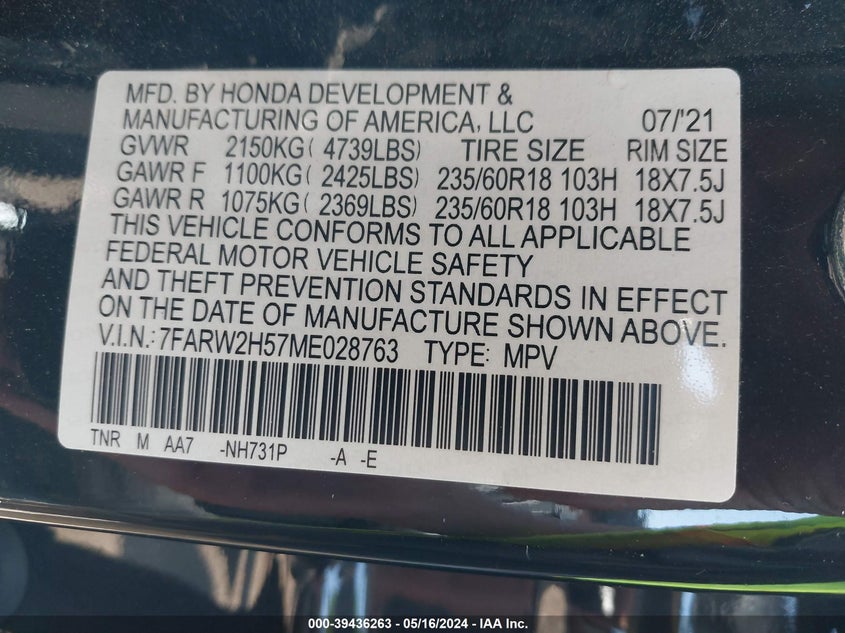 MFD. BY HONDA DEVELOPMENT &
MANUFACTURING OF AMERICA, LLC 07/'21
GVWR 2150KG( 4739LBS) TIRE SIZE RIM SIZE
GAWR F 1100KG( 2425LBS) 235/60R18 103H 18X7.5J
GAWR R 1075KG( 2369LBS) 235/60R18 103H 18X7.5J
THIS VEHICLE CONFORMS TO ALL APPLICABLE
FEDERAL MOTOR VEHICLE SAFETY
AND THEFT PREVENTION STANDARDS IN EFFECT
ON THE DATE OF MANUFACTURE SHOWN ABOVE.
V.I.N.:7FARW2H57ME028763 TYPE: MPV
TNR M AA7 -NH731P -A -E
000-39436263 - 05/16/2024 - IAA Inc.